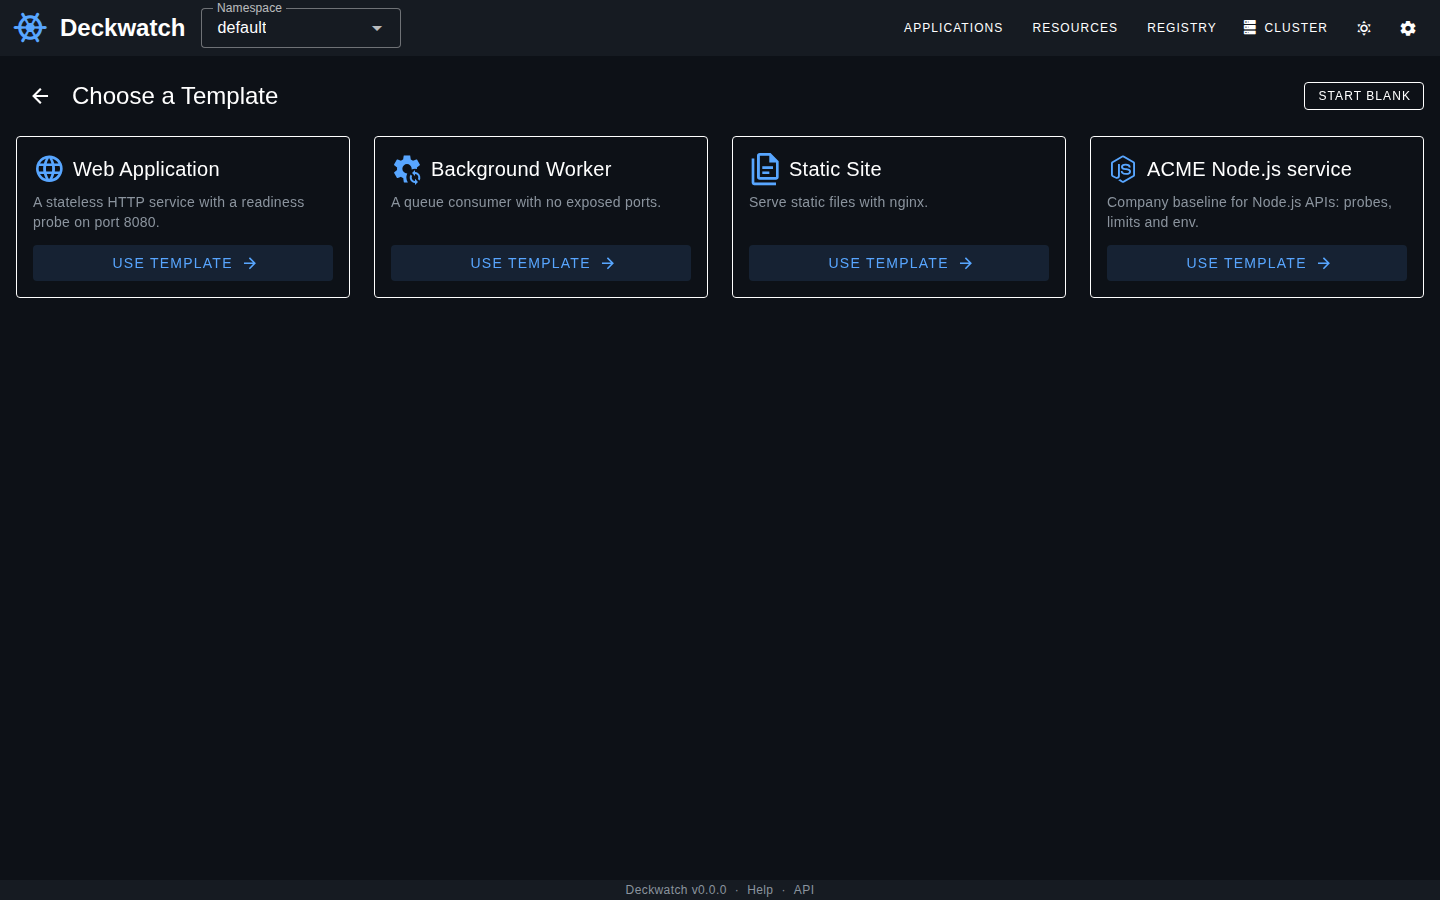 Deckwatch
Namespace
default
APPLICATIONS
RESOURCES
REGISTRY
CLUSTER
Choose a Template
START BLANK
Web Application
A stateless HTTP service with a readiness
probe on port 8080.
USE TEMPLATE
Background Worker
A queue consumer with no exposed ports.
USE TEMPLATE
Static Site
Serve static files with nginx.
USE TEMPLATE
JS
ACME Node.js service
Company baseline for Node.js APIs: probes,
limits and env.
USE TEMPLATE
Deckwatch v0.0.0 · Help · API